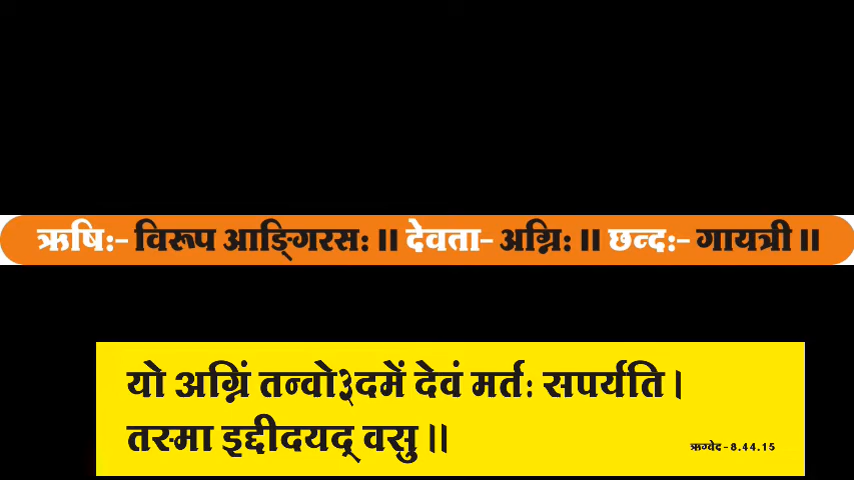 ऋषि:- विरूप आङ्गिरस: ॥ देवता- अग्नि: ॥ छन्द:- गायत्री ॥
यो अग्निं तन्वो३दमें देवं मर्तः सपर्यति ।
तस्मा इद्दीदयद् वसु ॥
ऋग्वेद-8.44.15